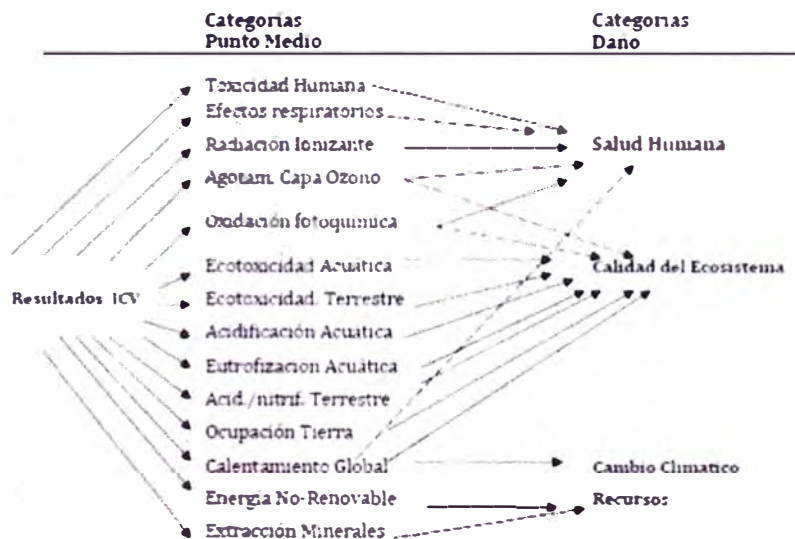 Categorias
Punto Medio
Categorias
Daño
Toxicidad Humana
Efectos respiratorios
Radiación Ionizante
Salud Humana
Agotam. Capa Ozono
Oxidación fotoquimica
Ecotoxicidad Acuática
Calidad del Ecosistema
Resultados ICV
Ecotoxicidad. Terrestre
Acidificación Acuática
Eutrofizacion Acuática
Acid./nitrif. Terrestre
Ocupación Tierra
Calentamiento Global
Cambio Climatico
Energía No-Renovable
Recursos
Extracción Minerales